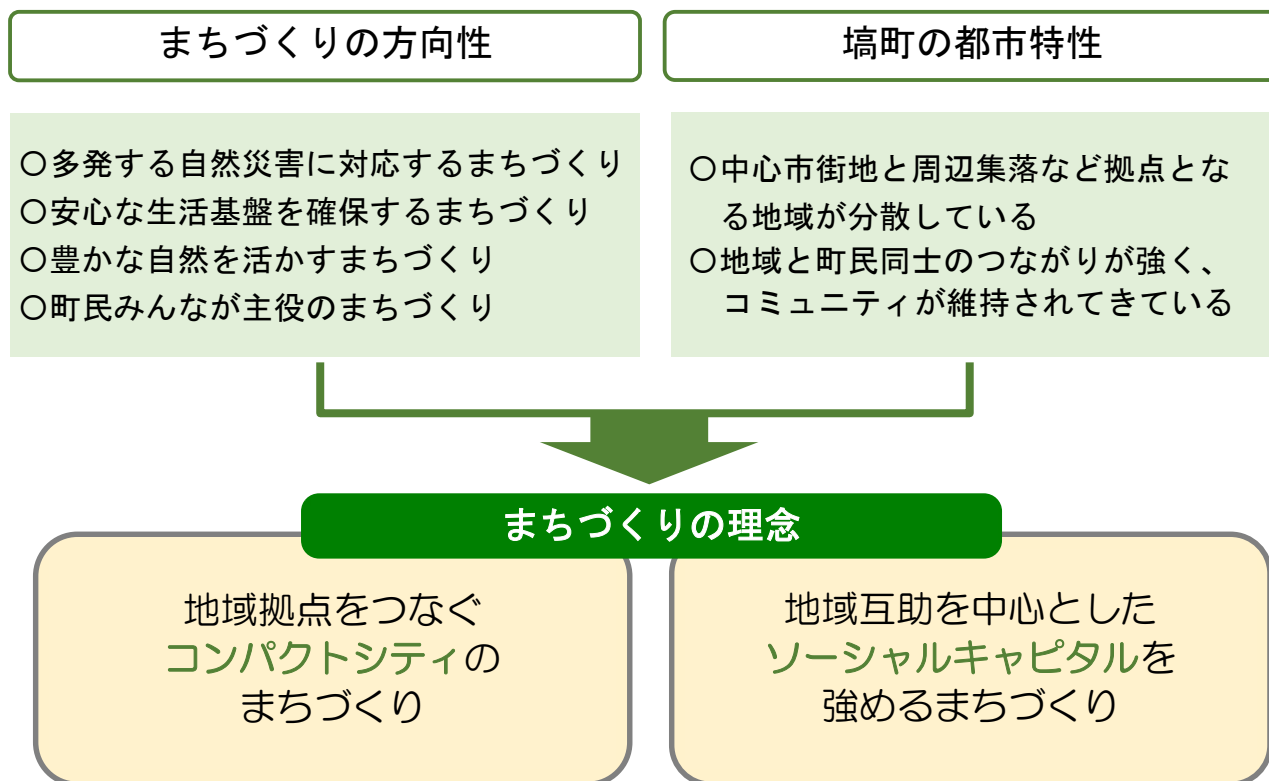 まちづくりの方向性
〇多発する自然災害に対応するまちづくり
〇安心な生活基盤を確保するまちづくり
〇豊かな自然を活かすまちづくり
〇町民みんなが主役のまちづくり
塙町の都市特性
〇中心市街地と周辺集落など拠点とな
る地域が分散している
〇地域と町民同士のつながりが強く、
コミュニティが維持されてきている
まちづくりの理念
地域拠点をつなぐ
コンパクトシティの
まちづくり
地域互助を中心とした
ソーシャルキャピタルを
強めるまちづくり